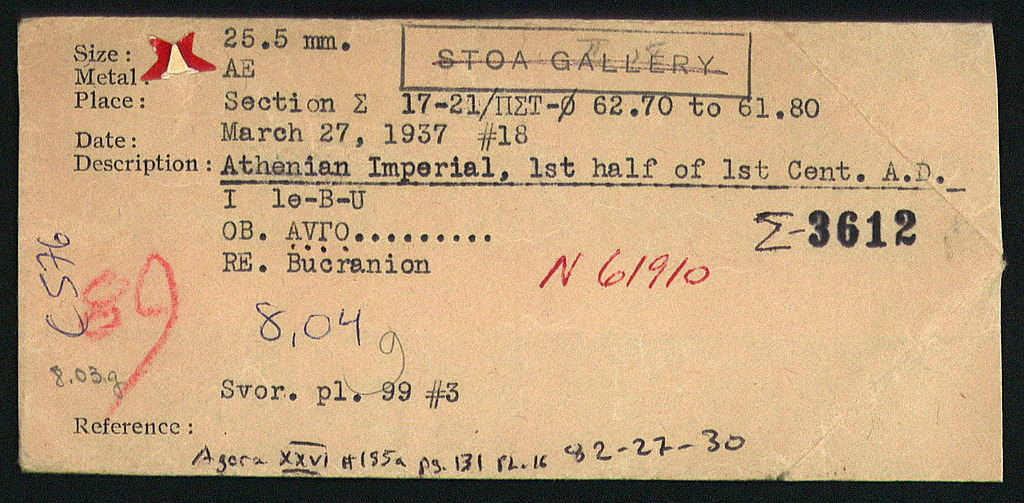 Size: 25.5 mm.
STOA GALLERY
Metal: AE
Place: Section Σ 17-21/ΠΣΤ-Ø 62.70 to 61.80
Date: March 27, 1937 #18
Description: Athenian Imperial, 1st half of 1st Cent. A.D.
I le-B-U
OB. ΑΥΓΟ.........
Σ-3612
RE. Bucranion
N 61910
C576
89
8,04 g
8.03g
Svor. pl. 99 #3
Reference:
Agora XXVI #155a pg. 131 PL. 16 82-27-30